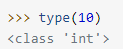 >>> type(10)
<class 'int'>